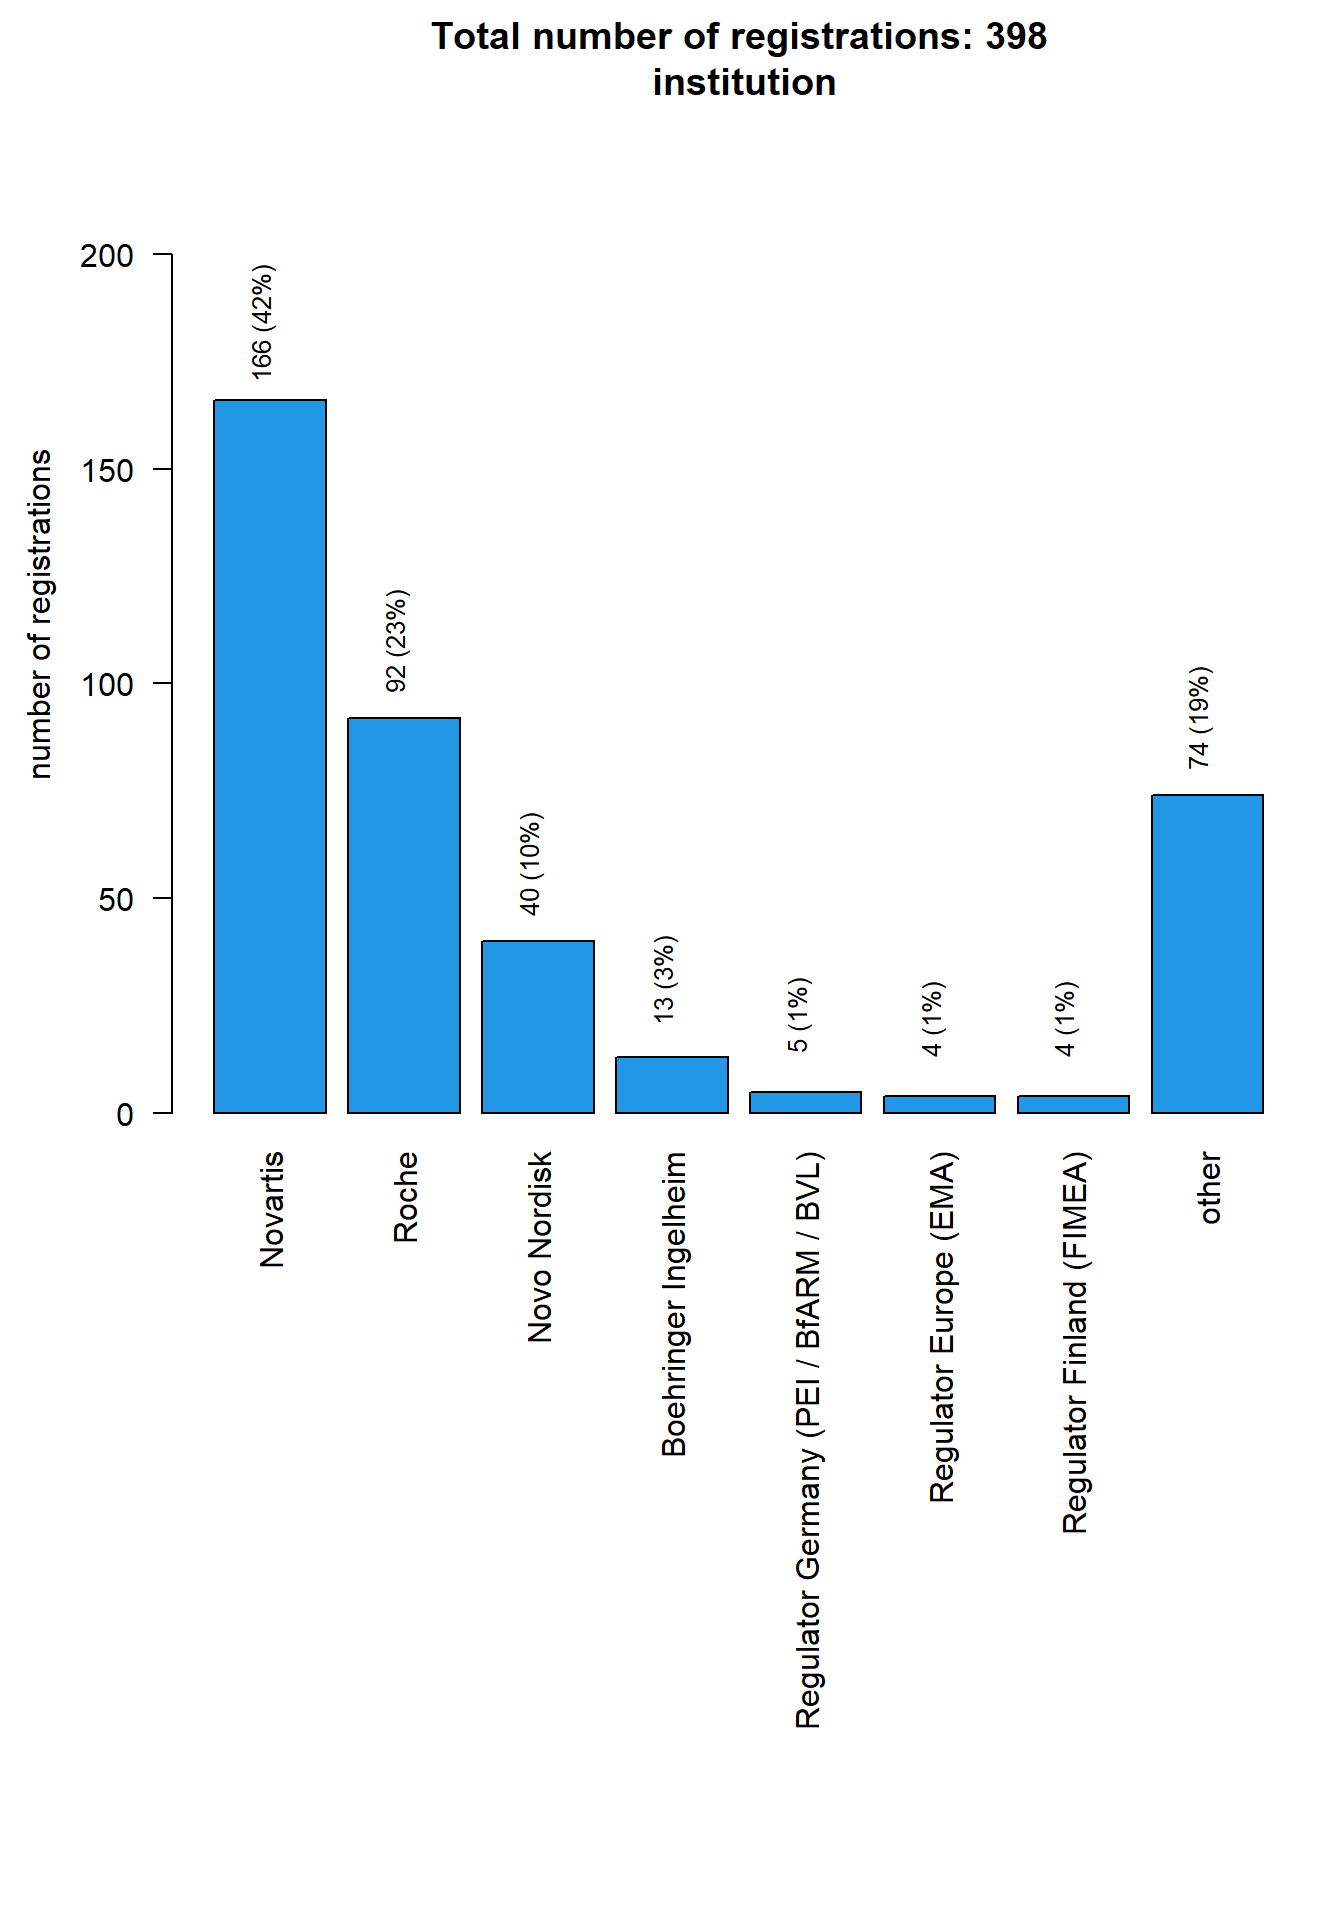 Total number of registrations: 398
institution
number of registrations
200
150
100
50
0
166 (42%)
92 (23%)
40 (10%)
13 (3%)
5 (1%)
4 (1%)
4 (1%)
74 (19%)
Novartis
Roche
Novo Nordisk
Boehringer Ingelheim
Regulator Germany (PEI / BfARM / BVL)
Regulator Europe (EMA)
Regulator Finland (FIMEA)
other